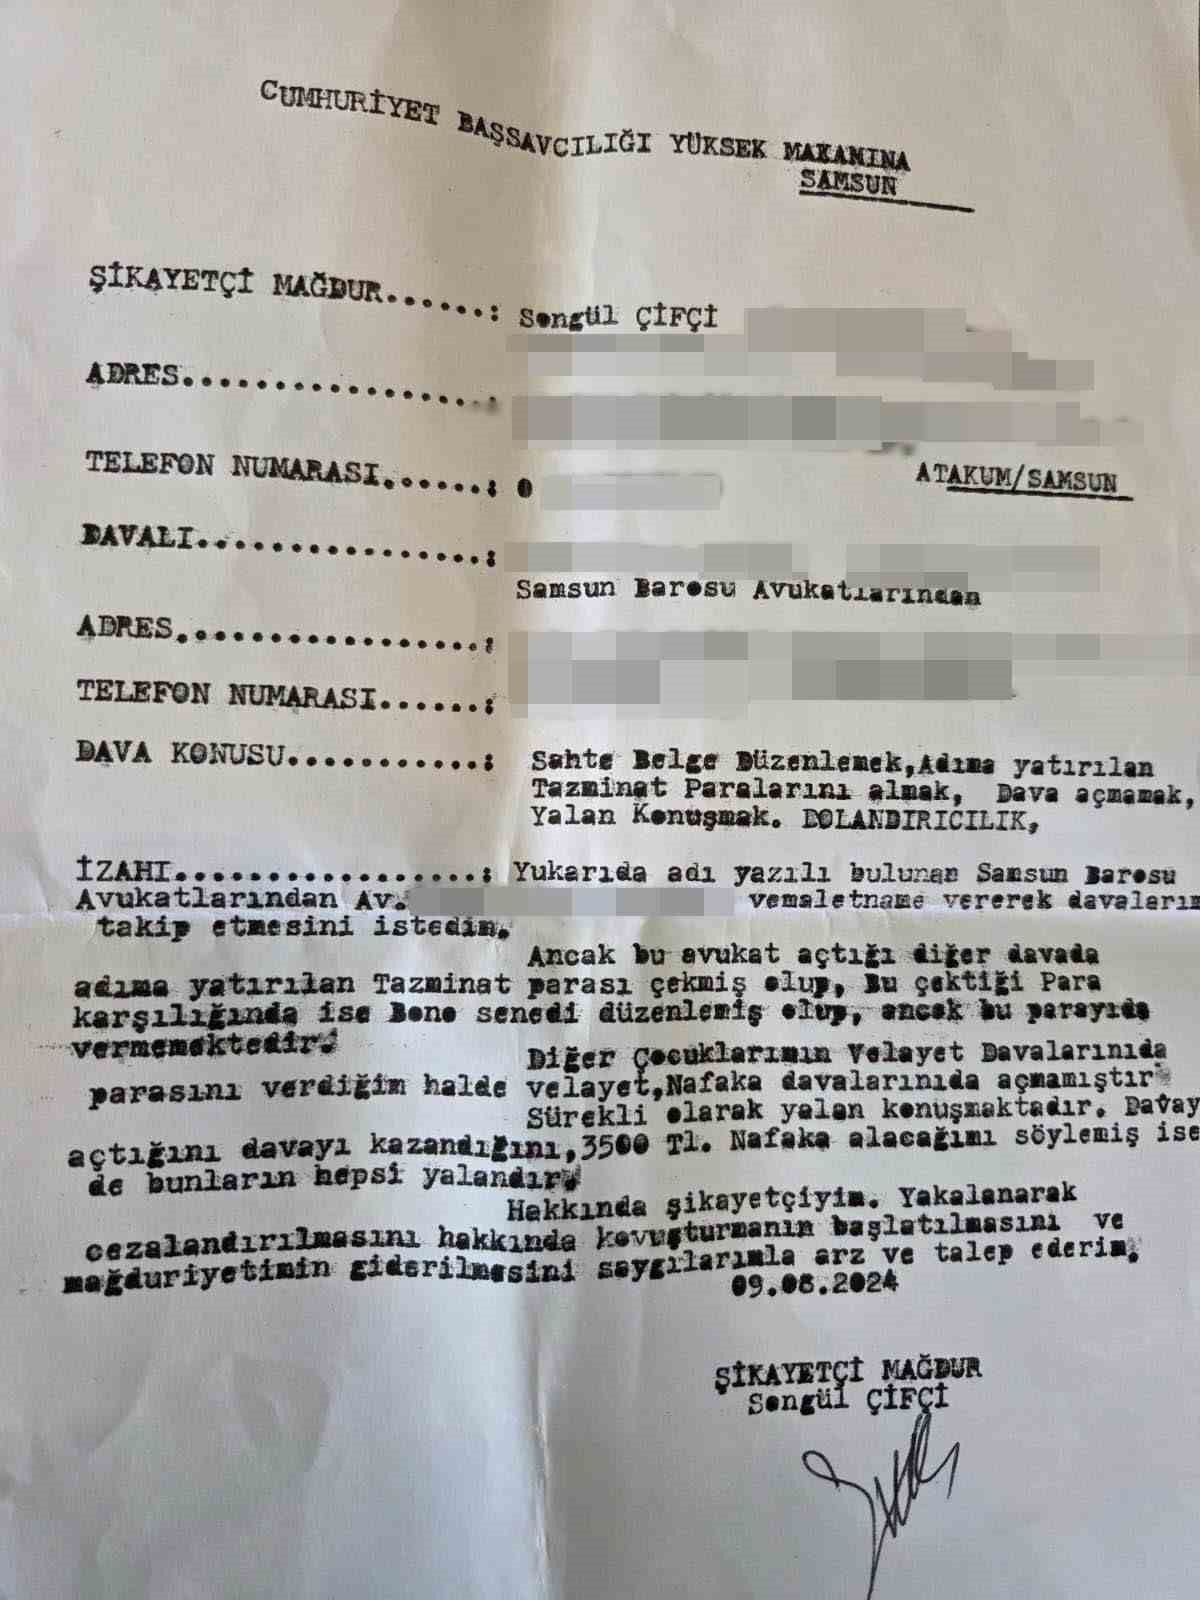 CUMHURİYET BAŞSAVCILIĞI YÜKSEK MAKAMINA
SAMSUN
ŞİKAYETÇİ MAĞDUR......: Songül ÇİFÇİ
ADRES.................
TELEFON NUMARASI......: 0
ATAKUM/SAMSUN
DAVALI................:
Samsun Barosu Avukatlarından
ADRES.................:
TELEFON NUMARASI......:
DAVA KONUSU...........: Sahte Belge Düzenlemek,Adıma yatırılan
Tazminat Paralarını almak, Dava açmamak,
Yalan Konuşmak. DOLANDIRICILIK,
İZAHI.................: Yukarıda adı yazılı bulunan Samsun Barosu
Avukatlarından Av. vemaletname vererek davaların
takip etmesini istedim.
Ancak bu avukat açtığı diğer davada
adıma yatırılan Tazminat parası çekmiş olup, Bu çektiği Para
karşılığında ise Bono senedi düzenlemiş olup, ancak bu parayıda
vermemektedir.
Diğer Çocuklarımın Velayet Davalarınıda
parasını verdiğim halde velayet,Nafaka davalarınıda açmamıştır
Sürekli olarak yalan konuşmaktadır. Davay
açtığını davayı kazandığını,3500 Tl. Nafaka alacağımı söylemiş ise
de bunların hepsi yalandır.
Hakkında şikayetçiyim. Yakalanarak
cezalandırılmasını hakkında kovuşturmanın başlatılmasını ve
mağduriyetimin giderilmesini saygılarımla arz ve talep ederim.
09.08.2024
ŞİKAYETÇİ MAĞDUR
Songül ÇİFÇİ